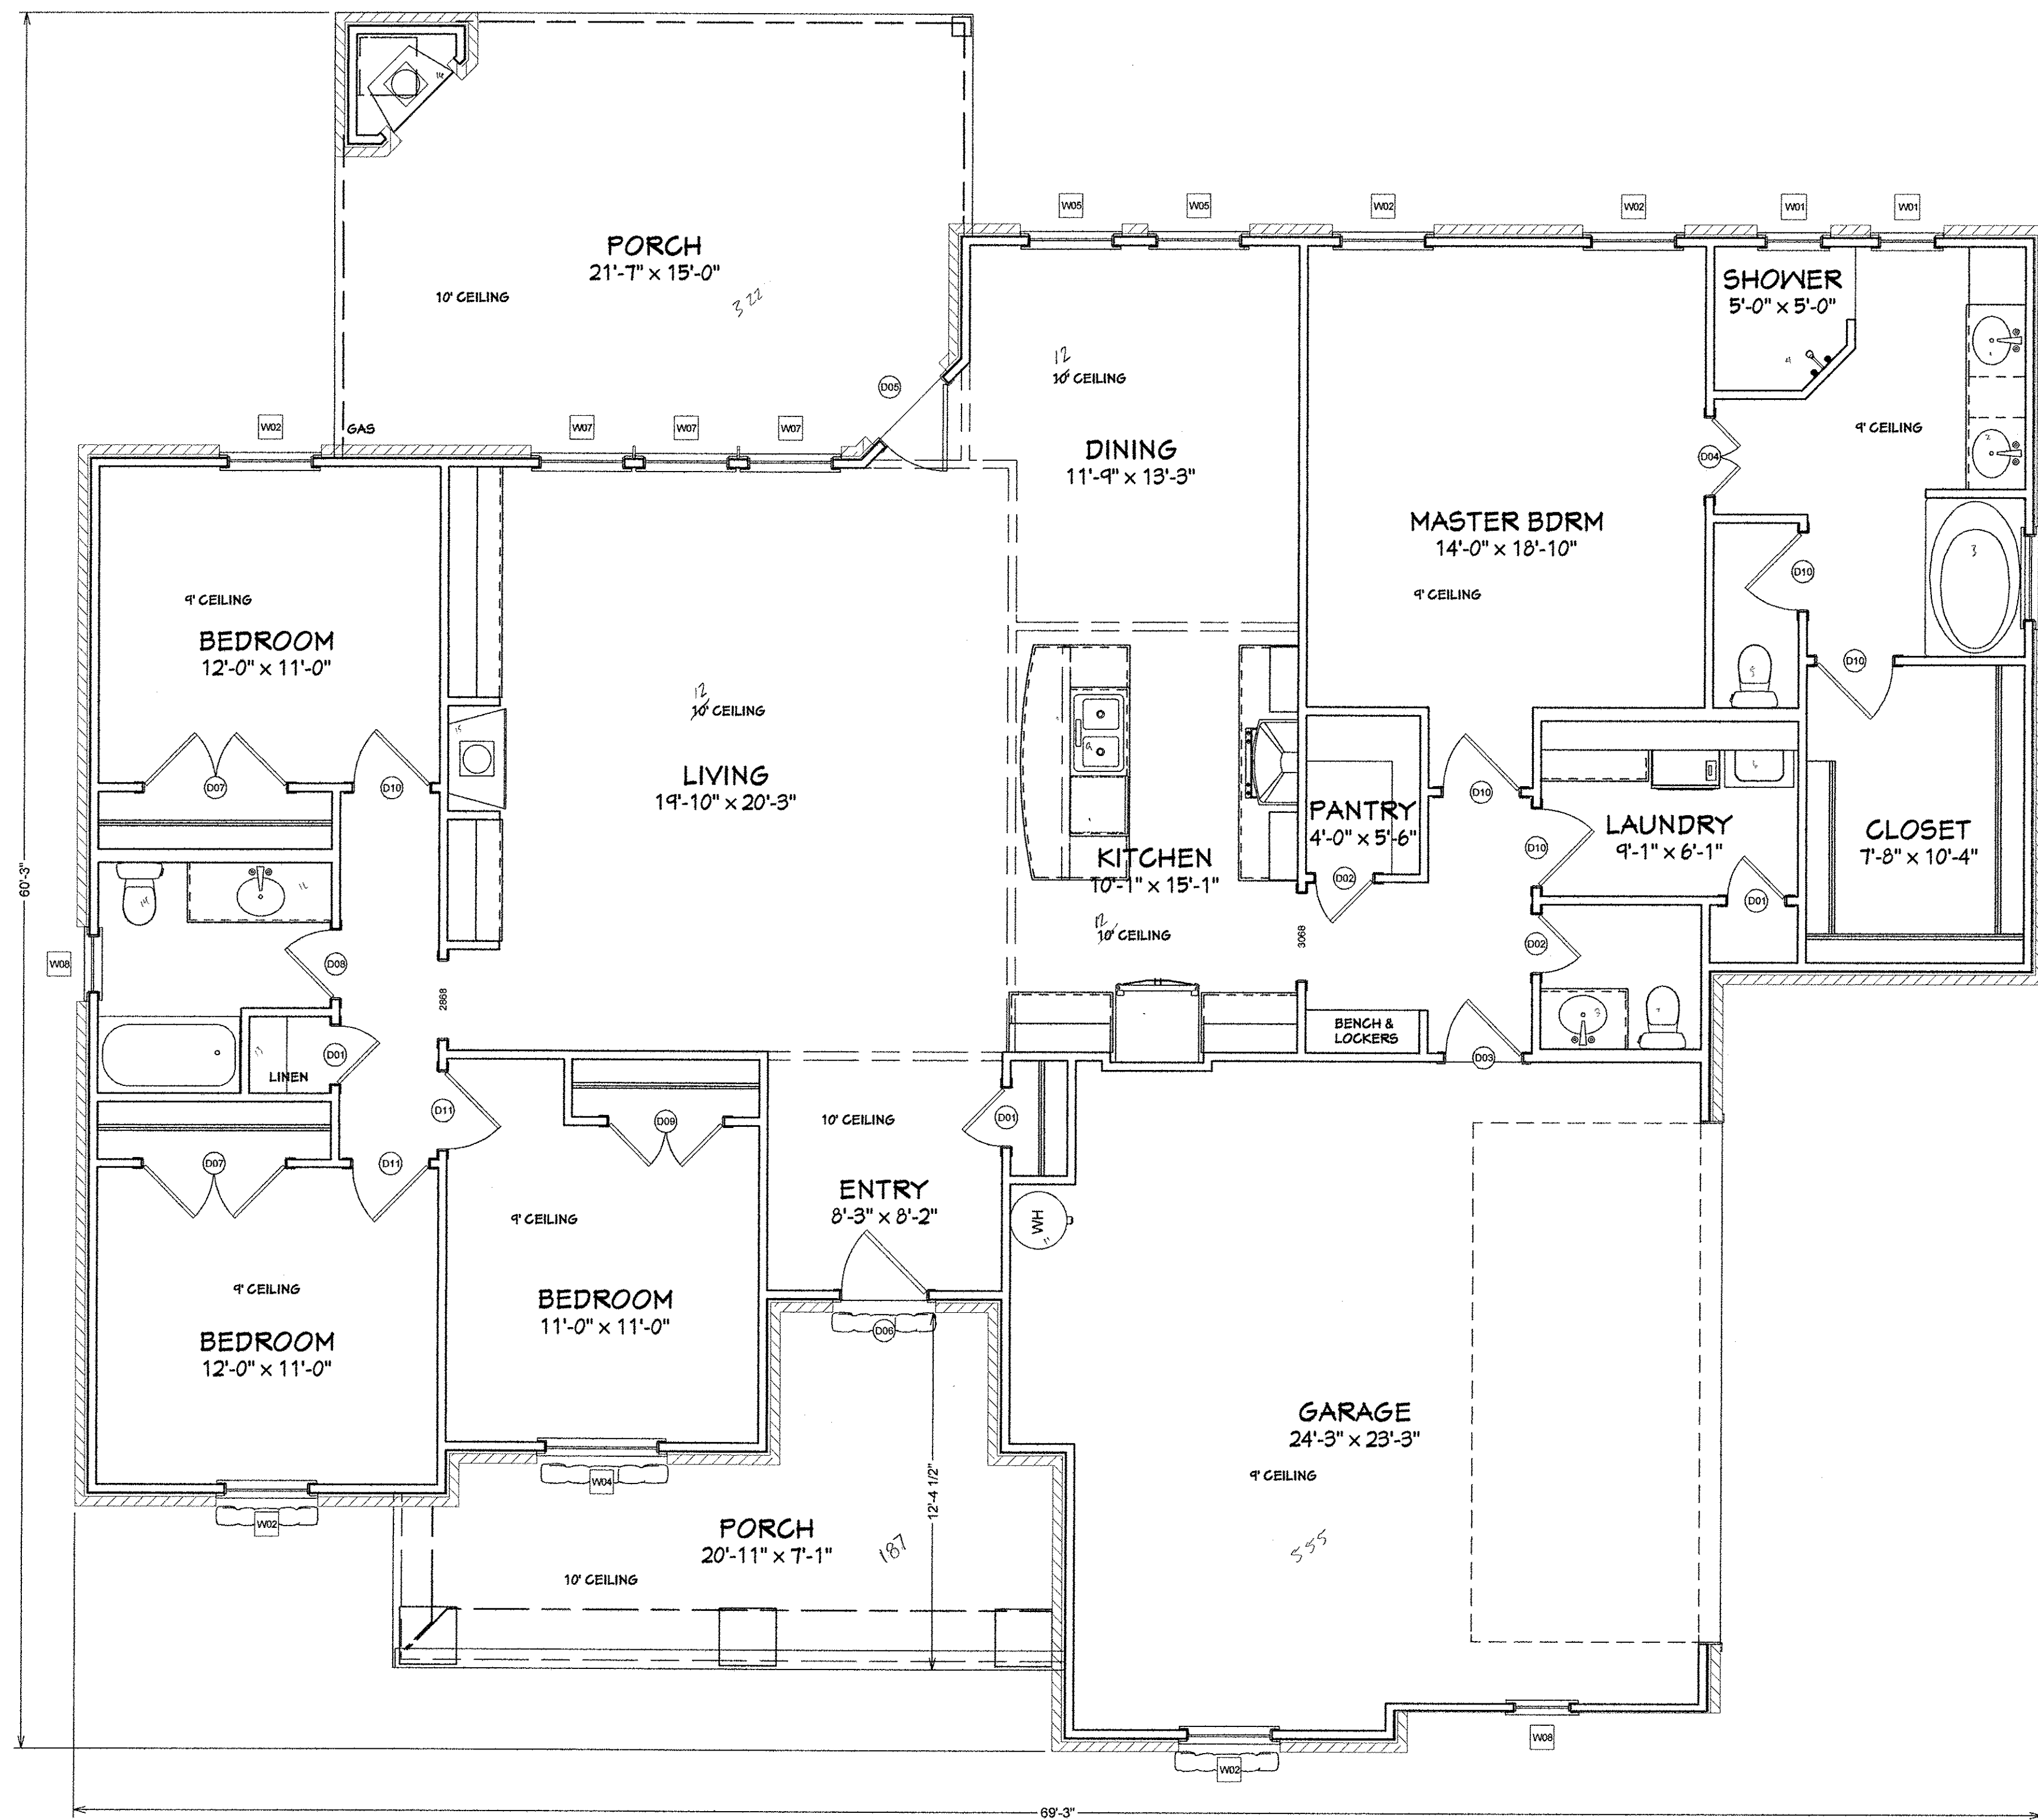 W05
W05
W02
W02
W01
W01
PORCH
21'-7" x 15'-0"
10' CEILING
322
SHOWER
5'-0" x 5'-0"
4
1
12
10' CEILING
D05
W02
GAS
W07
W07
W07
DINING
11'-9" x 13'-3"
9' CEILING
D04
2
MASTER BDRM
14'-0" x 18'-10"
9' CEILING
3
D10
9' CEILING
BEDROOM
12'-0" x 11'-0"
D10
12
10' CEILING
LIVING
19'-10" x 20'-3"
D07
D10
D10
PANTRY
4'-0" x 5'-6"
LAUNDRY
9'-1" x 6'-1"
CLOSET
7'-8" x 10'-4"
D10
KITCHEN
10'-1" x 15'-1"
D02
D01
12
10' CEILING
3068
D02
60'-3"
W08
D08
2868
BENCH &
LOCKERS
D01
LINEN
D03
D11
D09
10' CEILING
D01
D07
D11
ENTRY
8'-3" x 8'-2"
WH
9' CEILING
9' CEILING
BEDROOM
11'-0" x 11'-0"
D06
BEDROOM
12'-0" x 11'-0"
GARAGE
24'-3" x 23'-3"
9' CEILING
W04
12'-4 1/2"
W02
PORCH
20'-11" x 7'-1"
187
555
10' CEILING
W08
W02
69'-3"